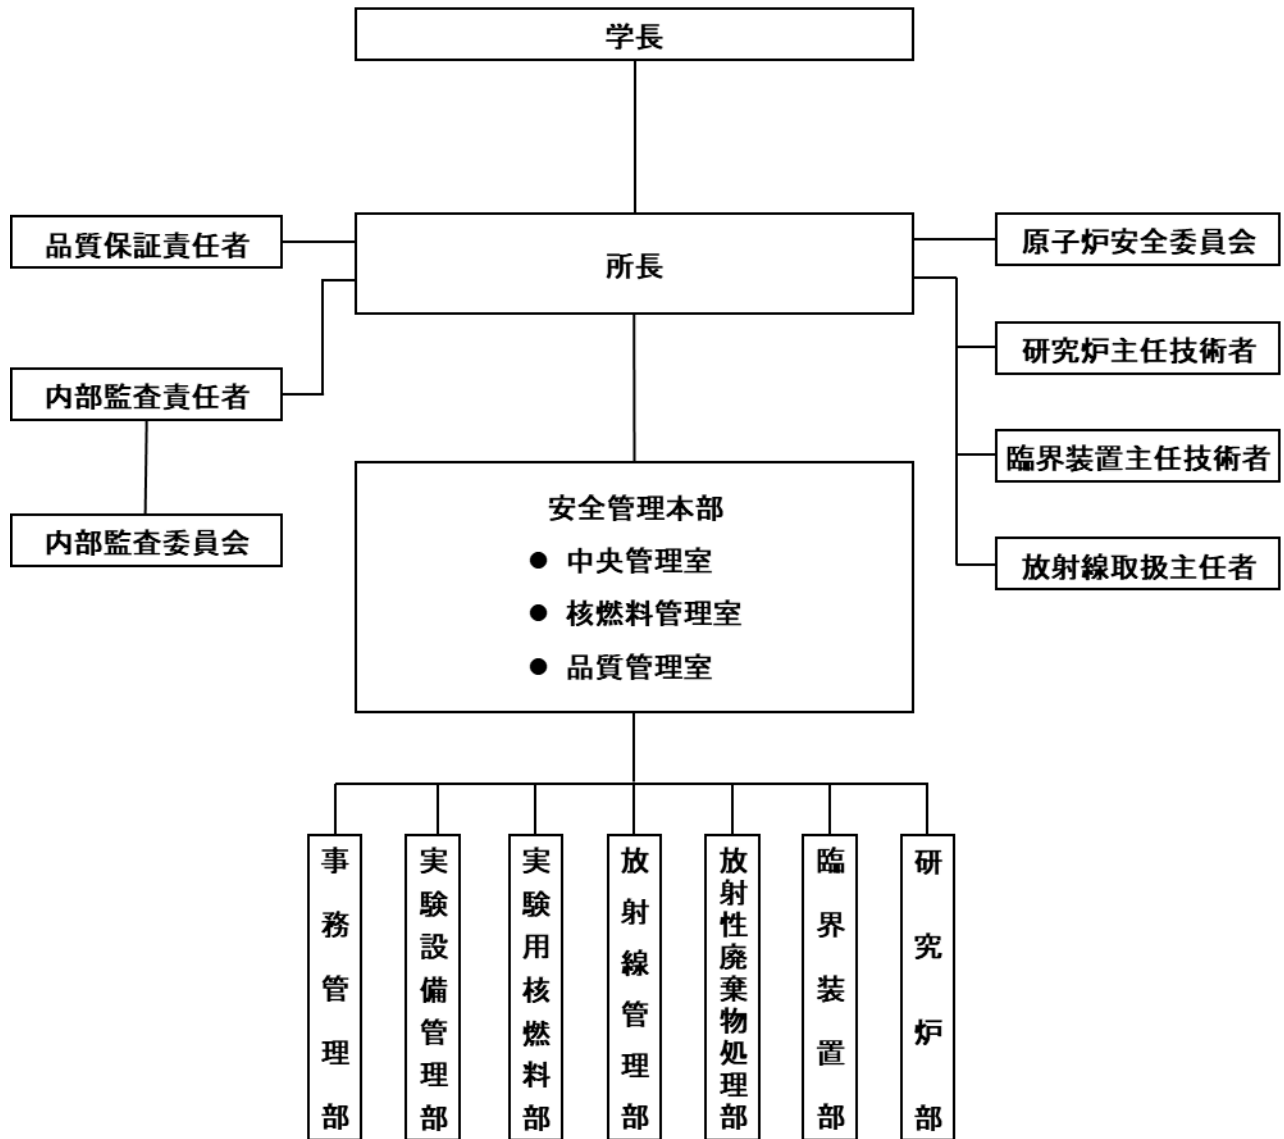 学長
品質保証責任者
所長
原子炉安全委員会
研究炉主任技術者
内部監査責任者
臨界装置主任技術者
内部監査委員会
放射線取扱主任者
安全管理本部
● 中央管理室
● 核燃料管理室
● 品質管理室
事務管理部
実験設備管理部
実験用核燃料部
放射線管理部
放射性廃棄物処理部
臨界装置部
研究炉部